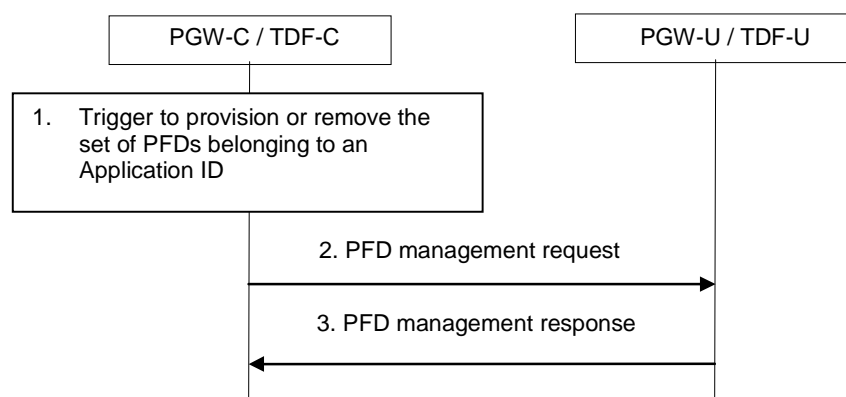 PGW-C / TDF-C
PGW-U / TDF-U
1. Trigger to provision or remove the
set of PFDs belonging to an
Application ID
2. PFD management request
3. PFD management response